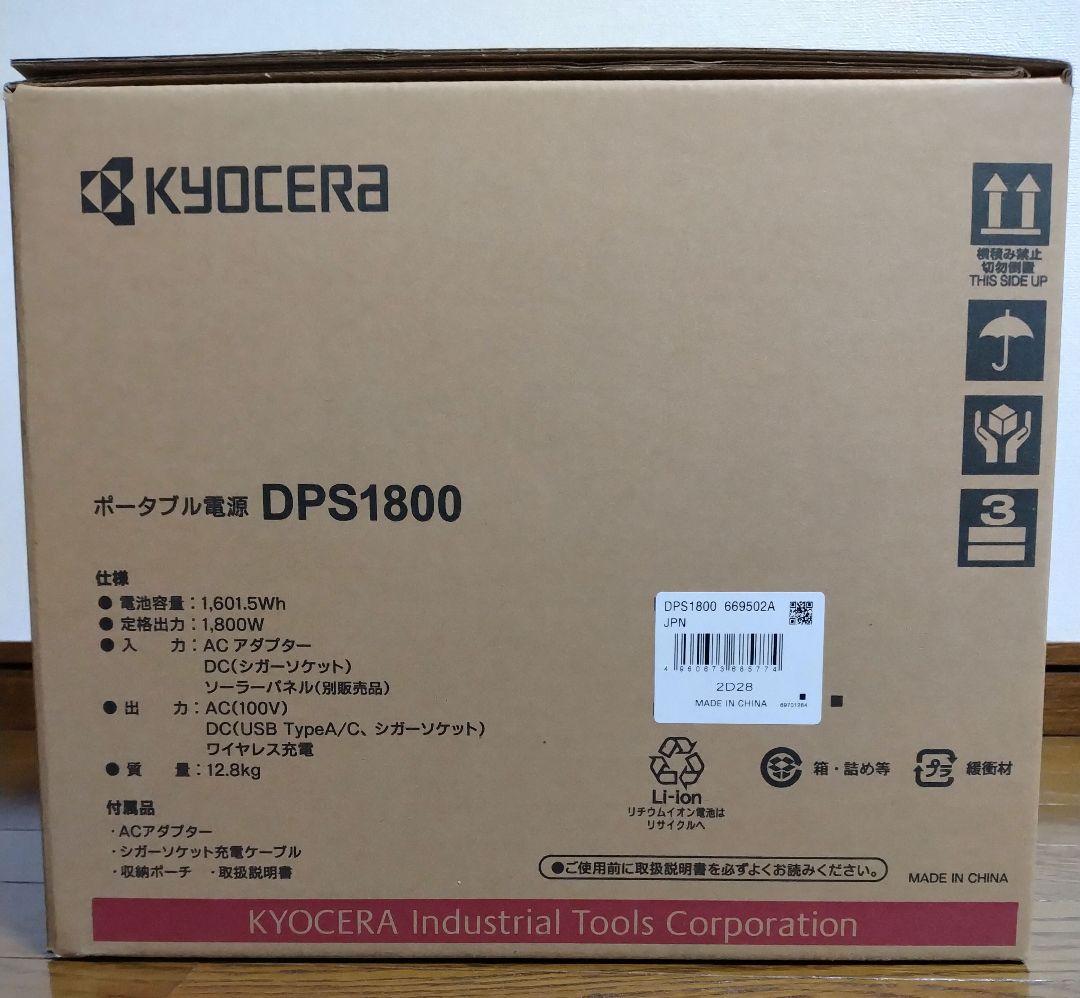 KYOCERA
横積み禁止
切勿倒置
THIS SIDE UP
3
ポータブル電源 DPS1800
仕様
● 電池容量：1,601.5Wh
● 定格出力：1,800W
● 入　力：AC アダプター
DC(シガーソケット)
ソーラーパネル(別販売品)
● 出　力：AC(100V)
DC(USB TypeA/C、シガーソケット)
ワイヤレス充電
● 質　量：12.8kg
付属品
・ACアダプター
・シガーソケット充電ケーブル
・収納ポーチ　・取扱説明書
DPS1800 669502A
JPN
4 960673 685774
2D28
MADE IN CHINA
69701264
Li-ion
リチウムイオン電池は
リサイクルへ
箱・詰め等
プラ
緩衝材
●ご使用前に取扱説明書を必ずよくお読みください。
MADE IN CHINA
KYOCERA Industrial Tools Corporation